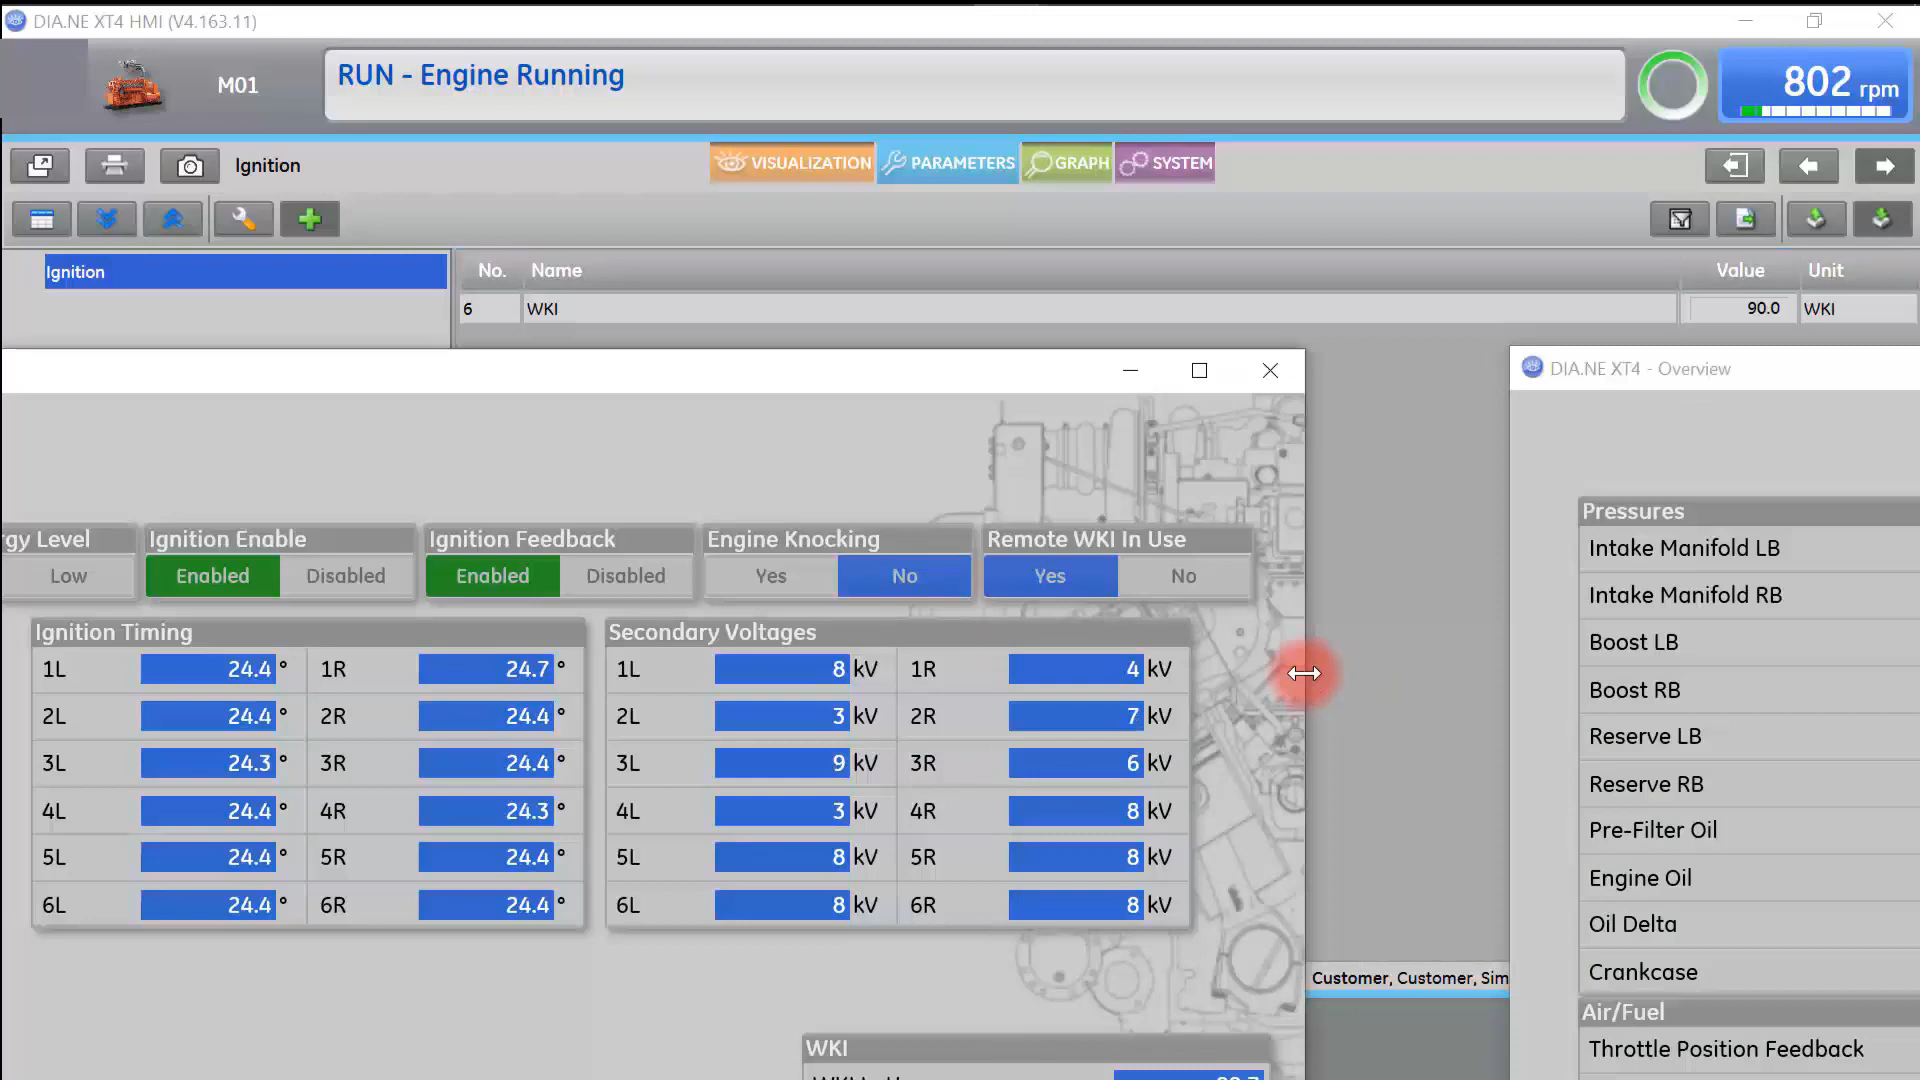 DIA.NE XT4 HMI (V4.163.11)
M01
RUN - Engine Running
802 rpm
Ignition
VISUALIZATION PARAMETERS GRAPH SYSTEM
Ignition
No. Name Value Unit
6 WKI 90.0 WKI
DIA.NE XT4 - Overview
gy Level Ignition Enable Ignition Feedback Engine Knocking Remote WKI In Use
Low Enabled Disabled Enabled Disabled Yes No Yes No
Ignition Timing
1L 24.4 ° 1R 24.7 °
2L 24.4 ° 2R 24.4 °
3L 24.3 ° 3R 24.4 °
4L 24.4 ° 4R 24.3 °
5L 24.4 ° 5R 24.4 °
6L 24.4 ° 6R 24.4 °
Secondary Voltages
1L 8 kV 1R 4 kV
2L 3 kV 2R 7 kV
3L 9 kV 3R 6 kV
4L 3 kV 4R 8 kV
5L 8 kV 5R 8 kV
6L 8 kV 6R 8 kV
WKI
Customer, Customer, Sim
Pressures
Intake Manifold LB
Intake Manifold RB
Boost LB
Boost RB
Reserve LB
Reserve RB
Pre-Filter Oil
Engine Oil
Oil Delta
Crankcase
Air/Fuel
Throttle Position Feedback